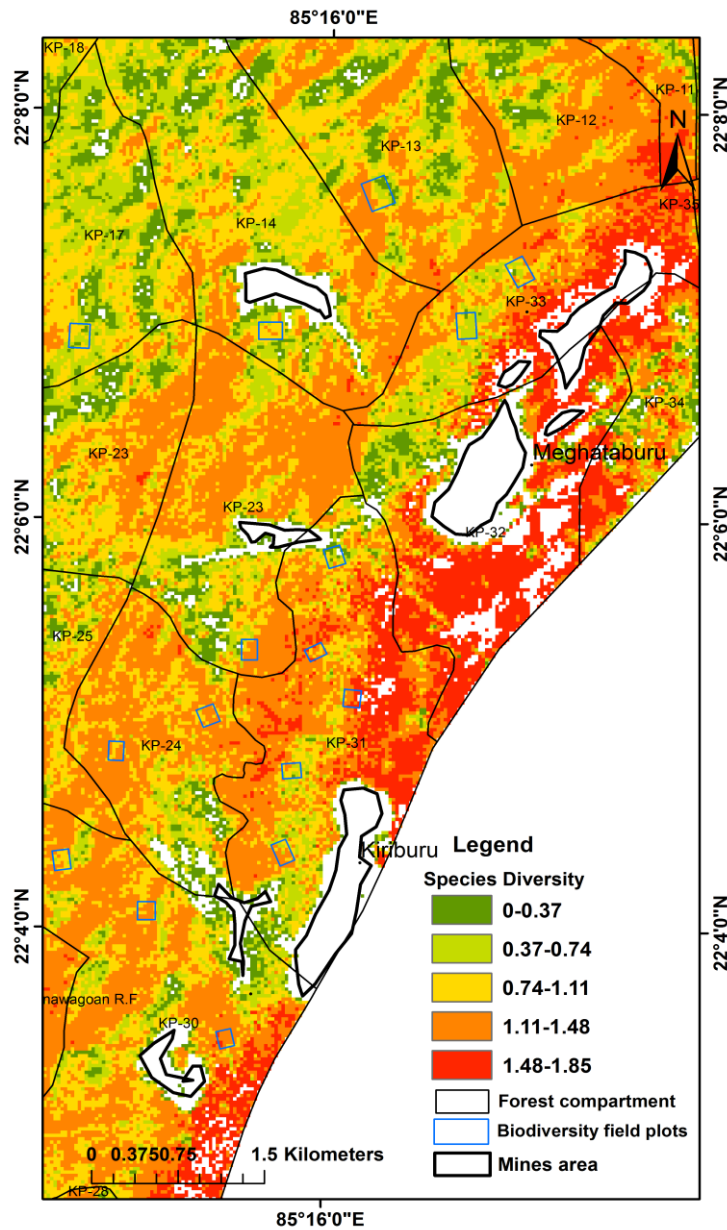 85°16'0"E
KP-18
KP-11
22°8'0"N
22°8'0"N
KP-12
N
KP-13
KP-35
KP-14
KP-17
KP-33
KP-34
KP-23
Meghataburu
KP-23
22°6'0"N
22°6'0"N
KP-32
KP-25
KP-24
KP-31
Kiriburu
Legend
Species Diversity
0-0.37
22°4'0"N
22°4'0"N
0.37-0.74
0.74-1.11
nawagoan R.F
KP-30
1.11-1.48
1.48-1.85
Forest compartment
Biodiversity field plots
0 0.3750.75 1.5 Kilometers
Mines area
KP-28
85°16'0"E